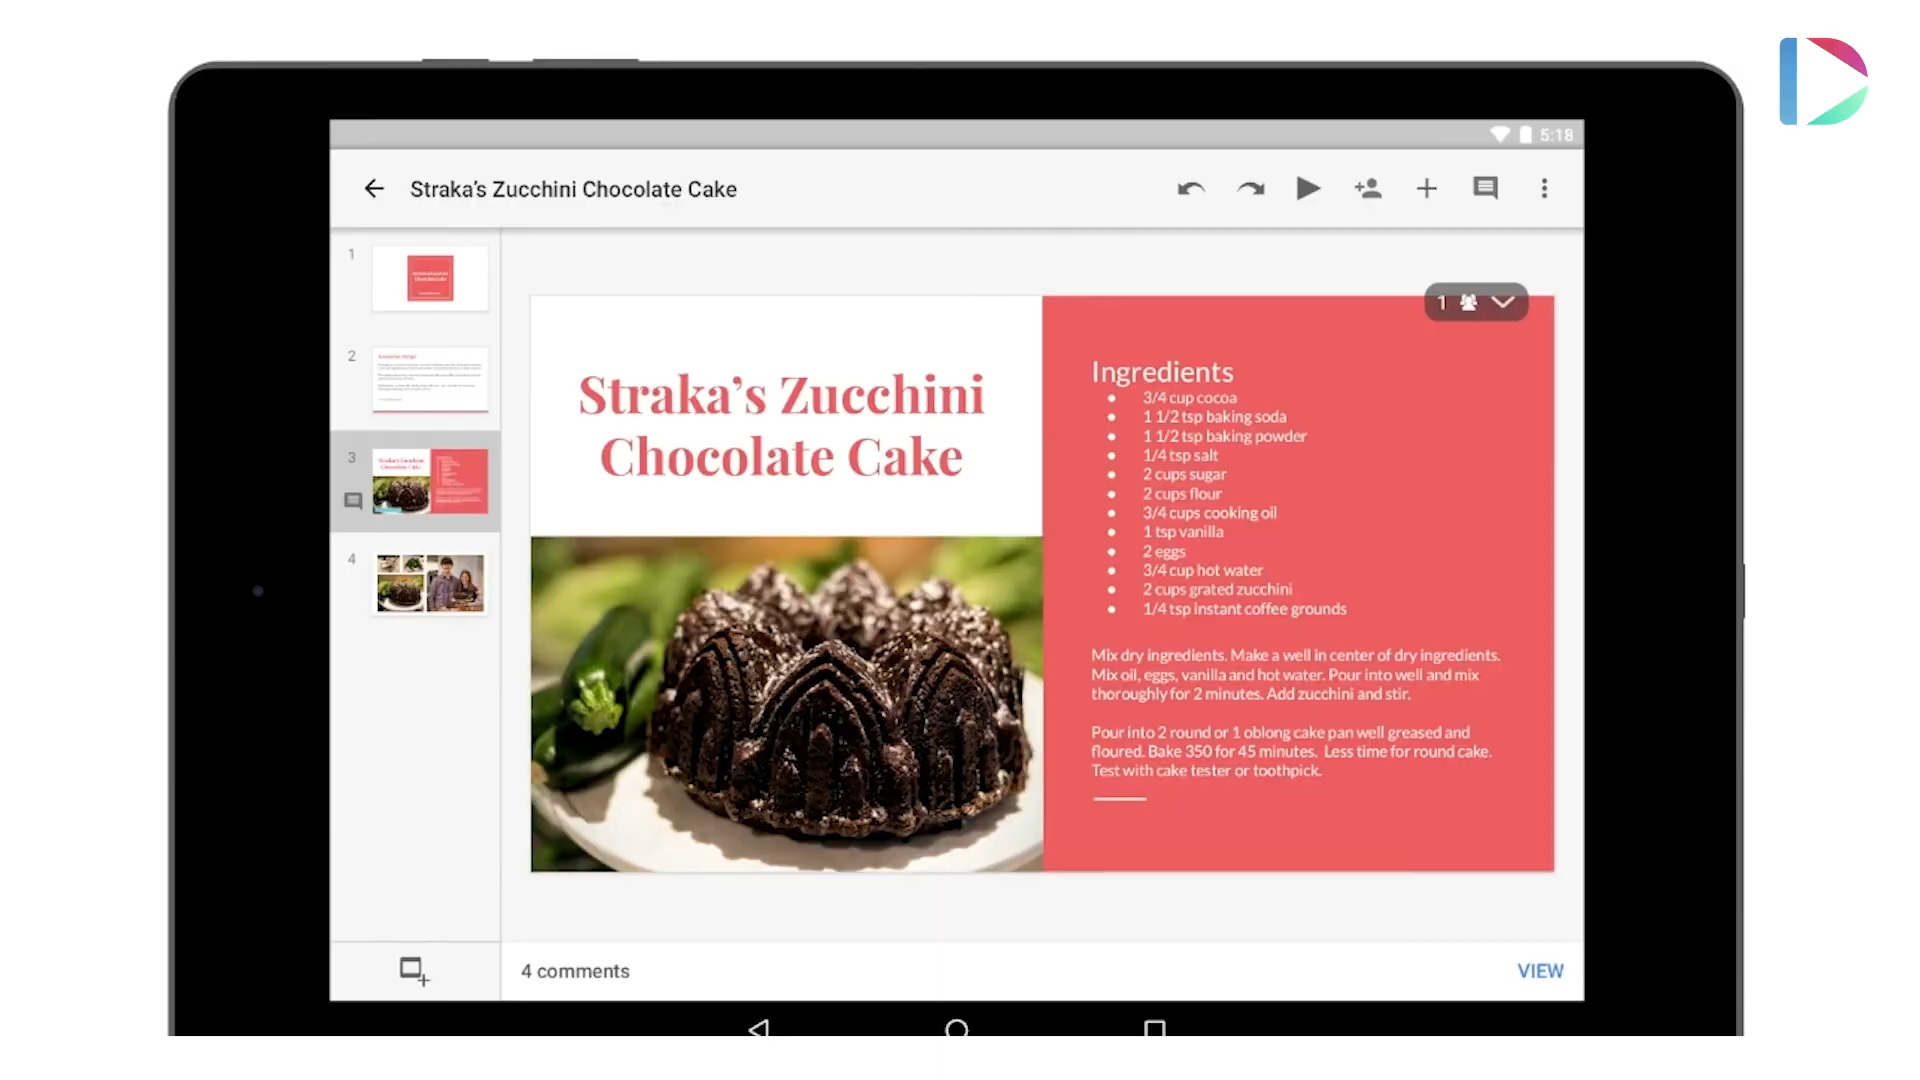 5:18
Straka's Zucchini Chocolate Cake
1
2
3
4
1
Straka's Zucchini
Chocolate Cake
Ingredients
● 3/4 cup cocoa
● 1 1/2 tsp baking soda
● 1 1/2 tsp baking powder
● 1/4 tsp salt
● 2 cups sugar
● 2 cups flour
● 3/4 cups cooking oil
● 1 tsp vanilla
● 2 eggs
● 3/4 cup hot water
● 2 cups grated zucchini
● 1/4 tsp instant coffee grounds
Mix dry ingredients. Make a well in center of dry ingredients.
Mix oil, eggs, vanilla and hot water. Pour into well and mix
thoroughly for 2 minutes. Add zucchini and stir.
Pour into 2 round or 1 oblong cake pan well greased and
floured. Bake 350 for 45 minutes. Less time for round cake.
Test with cake tester or toothpick.
4 comments
VIEW